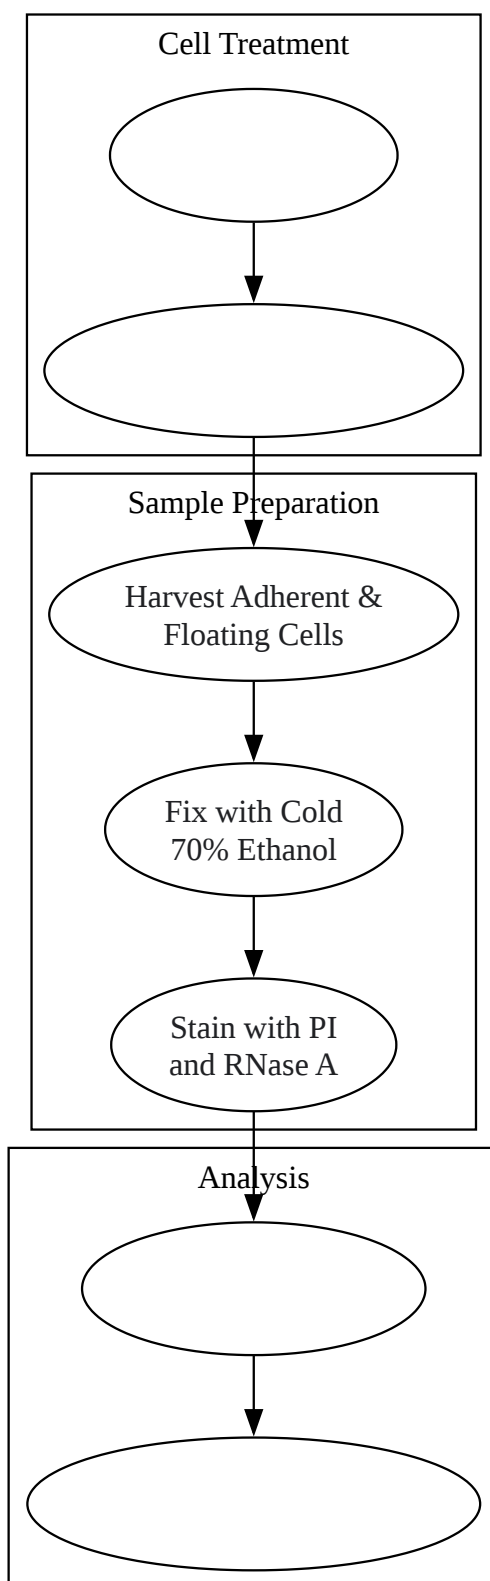 Cell Treatment
Sample Preparation
Harvest Adherent &
Floating Cells
Fix with Cold
70% Ethanol
Stain with PI
and RNase A
Analysis